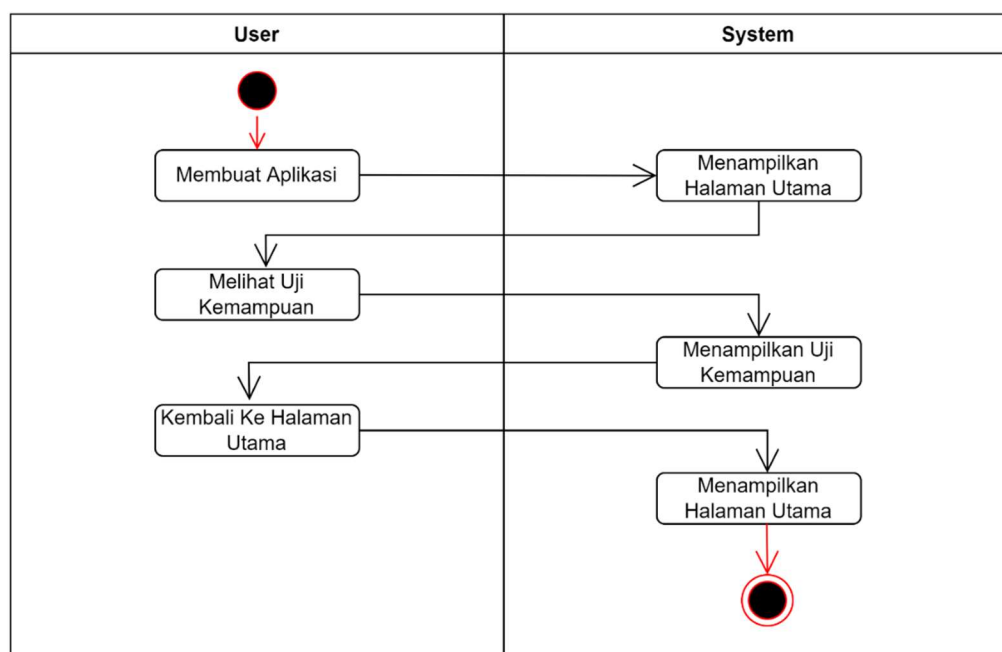 User
System
Membuat Aplikasi
Menampilkan
Halaman Utama
Melihat Uji
Kemampuan
Menampilkan Uji
Kemampuan
Kembali Ke Halaman
Utama
Menampilkan
Halaman Utama